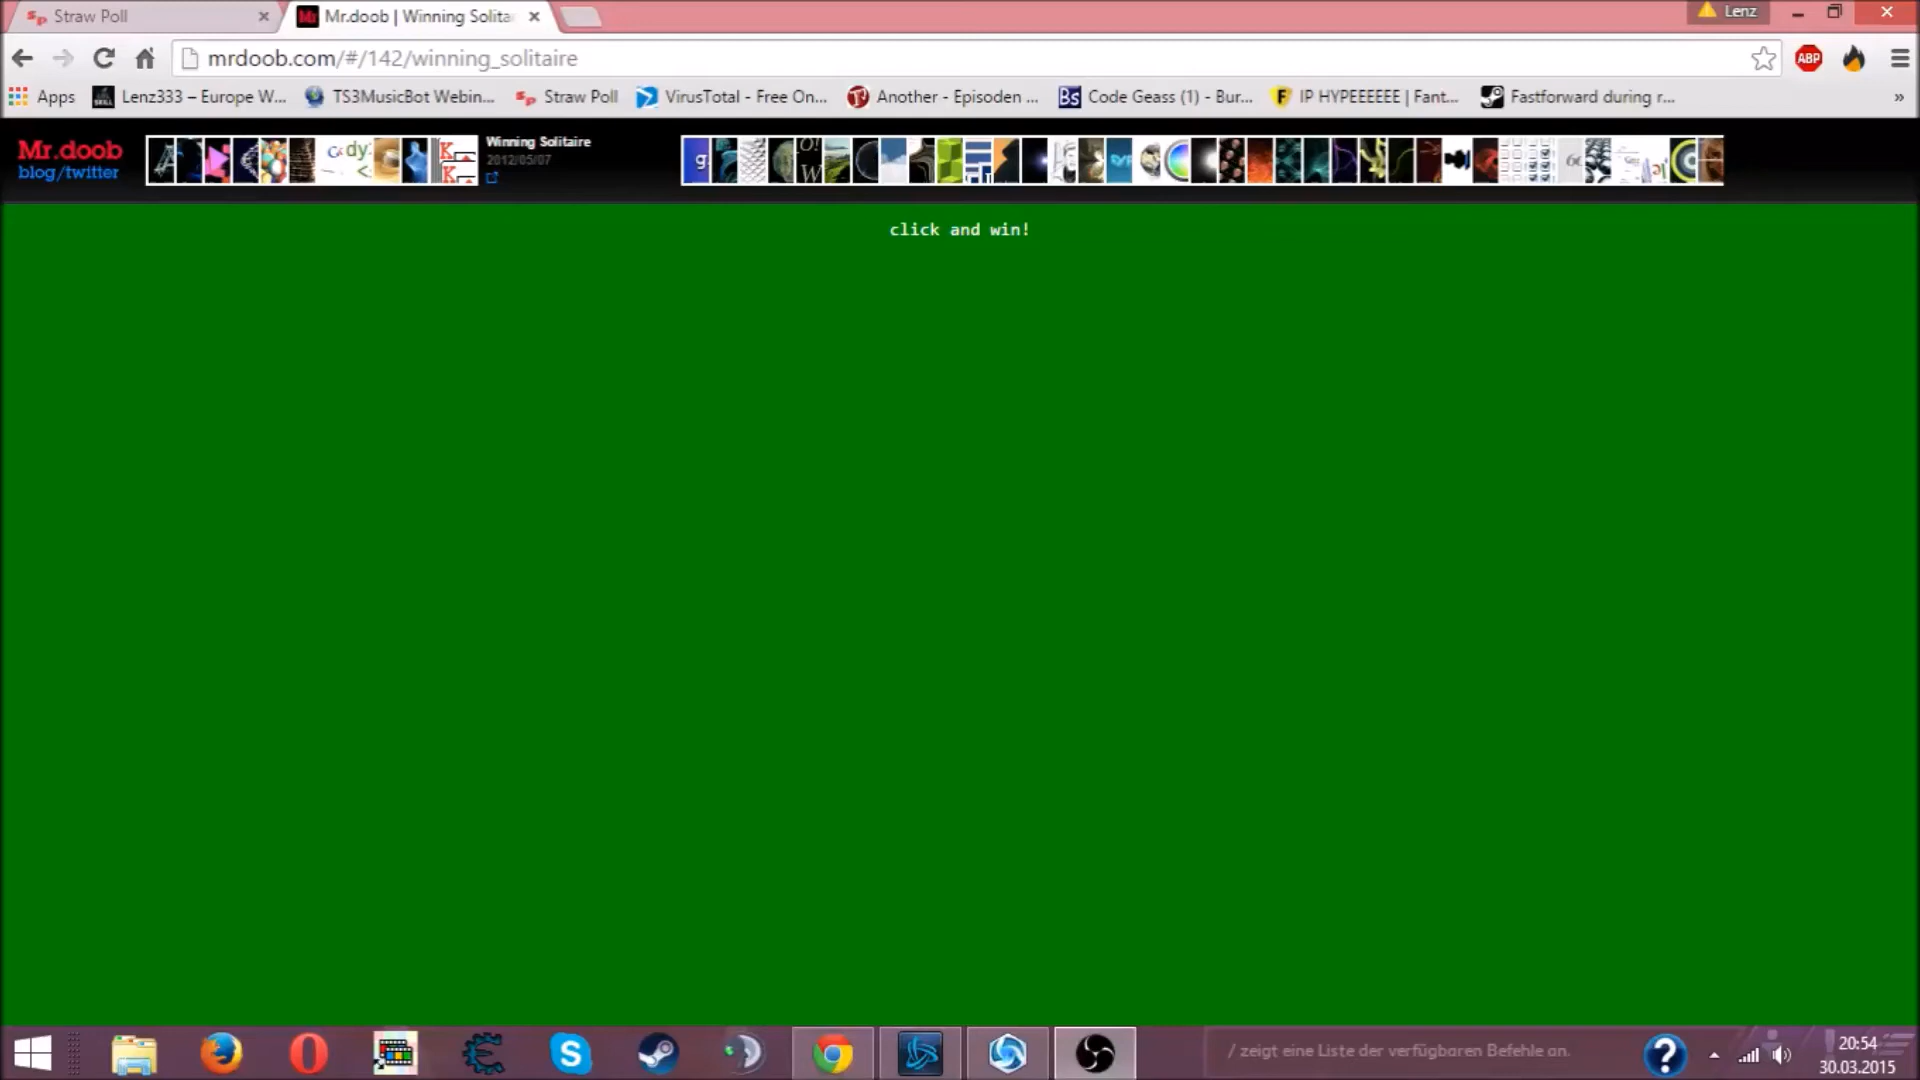 Straw Poll
Mr.doob | Winning Solita
Lenz
mrdoob.com/#/142/winning_solitaire
ABP
Apps
Lenz333 – Europe W...
TS3MusicBot Webin...
Straw Poll
VirusTotal - Free On...
Another - Episoden ...
Code Geass (1) - Bur...
IP HYPEEEEEE | Fant...
Fastforward during r...
Mr.doob
blog/twitter
Winning Solitaire
2012/05/07
click and win!
/ zeigt eine Liste der verfügbaren Befehle an.
20:54
30.03.2015